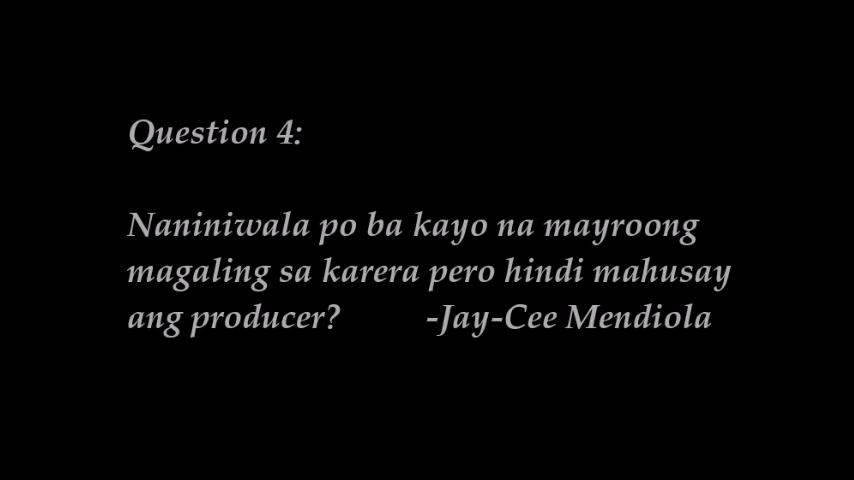 Question 4:
Naniniwala po ba kayo na mayroong
magaling sa karera pero hindi mahusay
ang producer? -Jay-Cee Mendiola